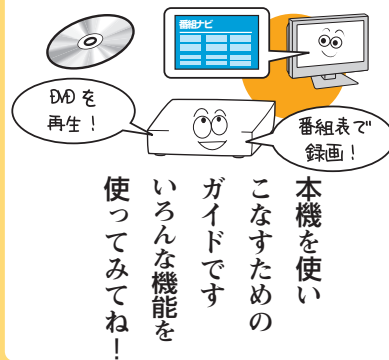 番組ナビ
DVDを
再生！
番組表で
録画！
本機を使い
こなすための
ガイドです
いろんな機能を
使ってみてね！